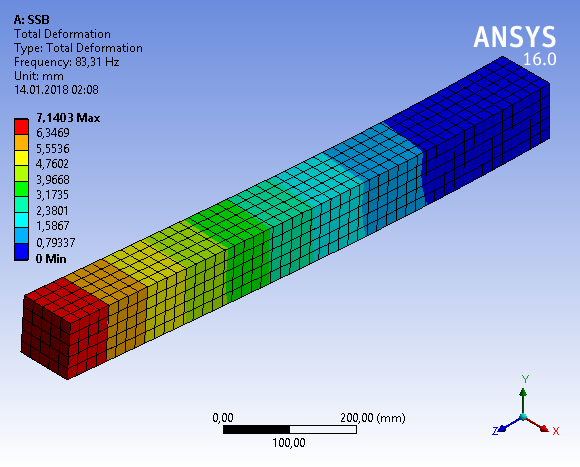 A: SSB
Total Deformation
Type: Total Deformation
Frequency: 83,31 Hz
Unit: mm
14.01.2018 02:08
ANSYS
16.0
7,1403 Max
6,3469
5,5536
4,7602
3,9668
3,1735
2,3801
1,5867
0,79337
0 Min
0,00
200,00 (mm)
100,00
Y
Z
X